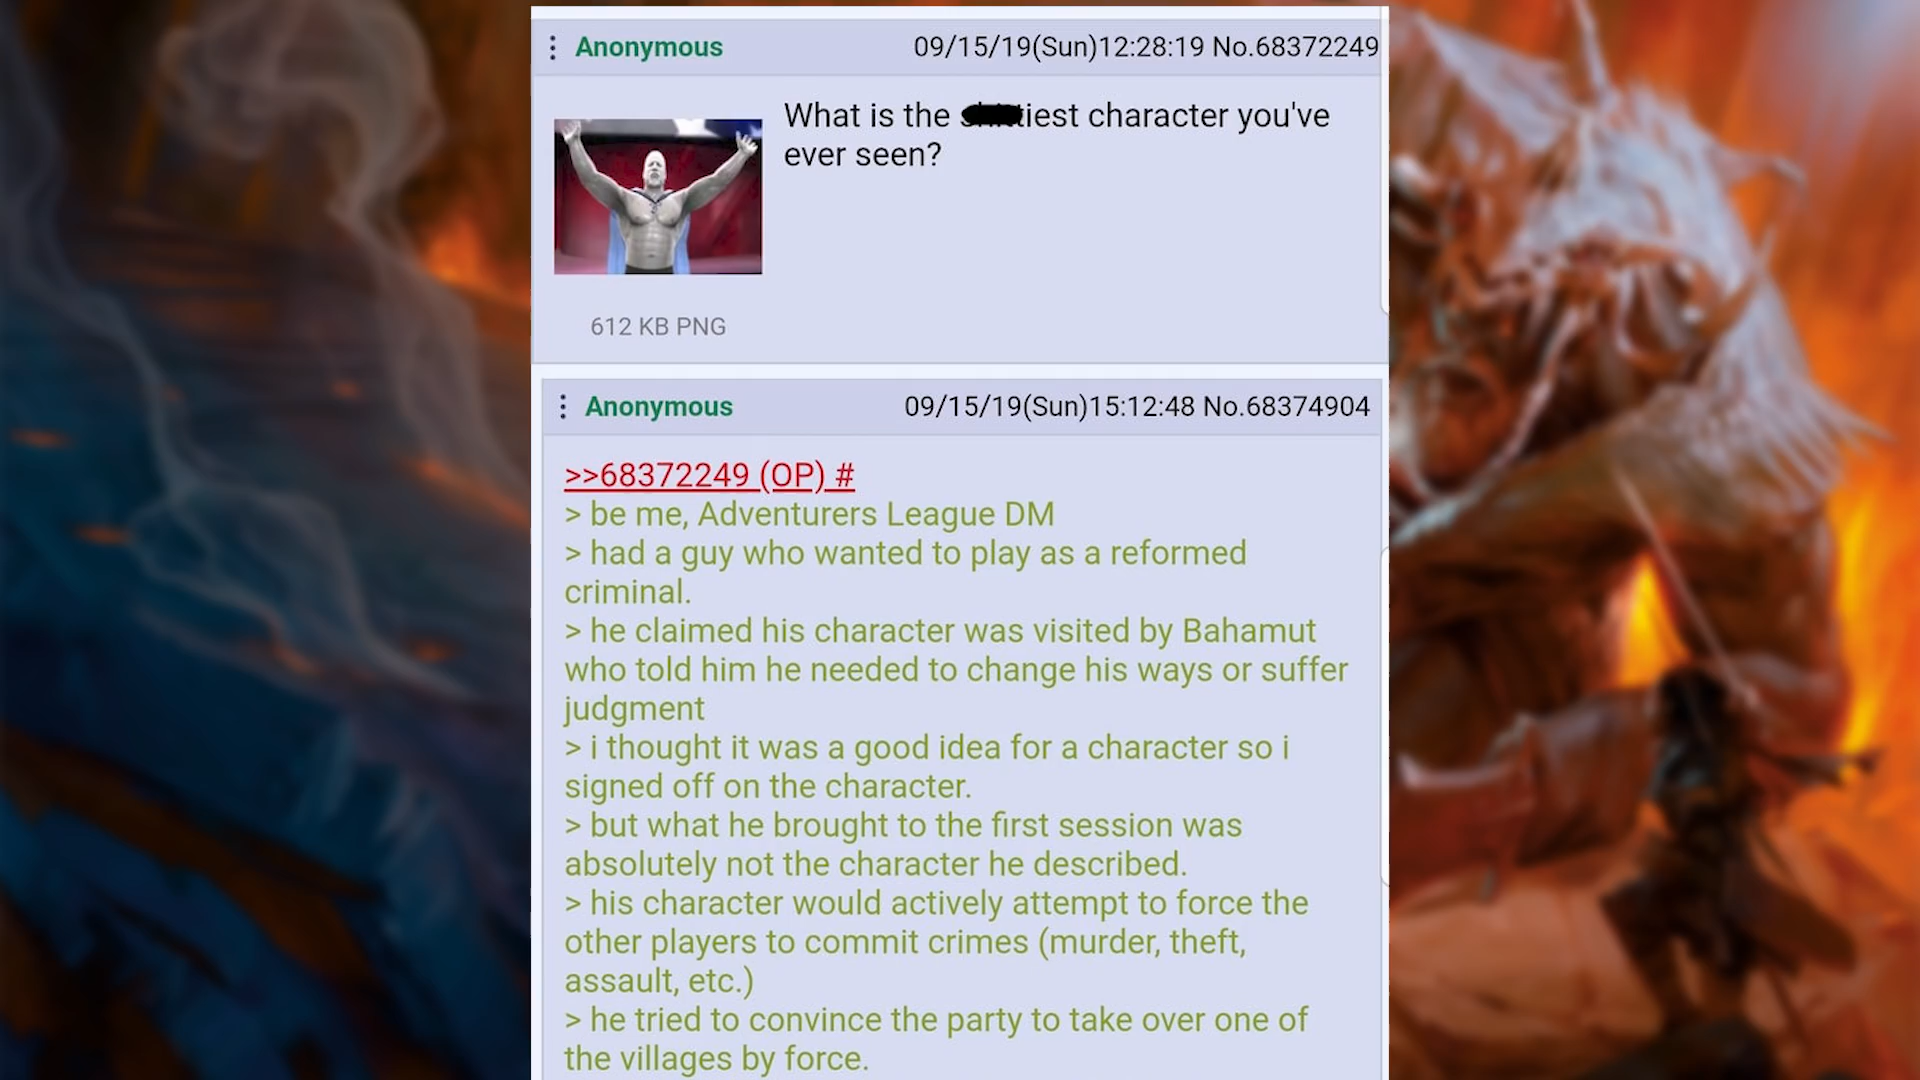 Anonymous 09/15/19(Sun)12:28:19 No.68372249
What is the tiest character you've
ever seen?
612 KB PNG
Anonymous 09/15/19(Sun)15:12:48 No.68374904
>>68372249 (OP) #
> be me, Adventurers League DM
> had a guy who wanted to play as a reformed
criminal.
> he claimed his character was visited by Bahamut
who told him he needed to change his ways or suffer
judgment
> i thought it was a good idea for a character so i
signed off on the character.
> but what he brought to the first session was
absolutely not the character he described.
> his character would actively attempt to force the
other players to commit crimes (murder, theft,
assault, etc.)
> he tried to convince the party to take over one of
the villages by force.